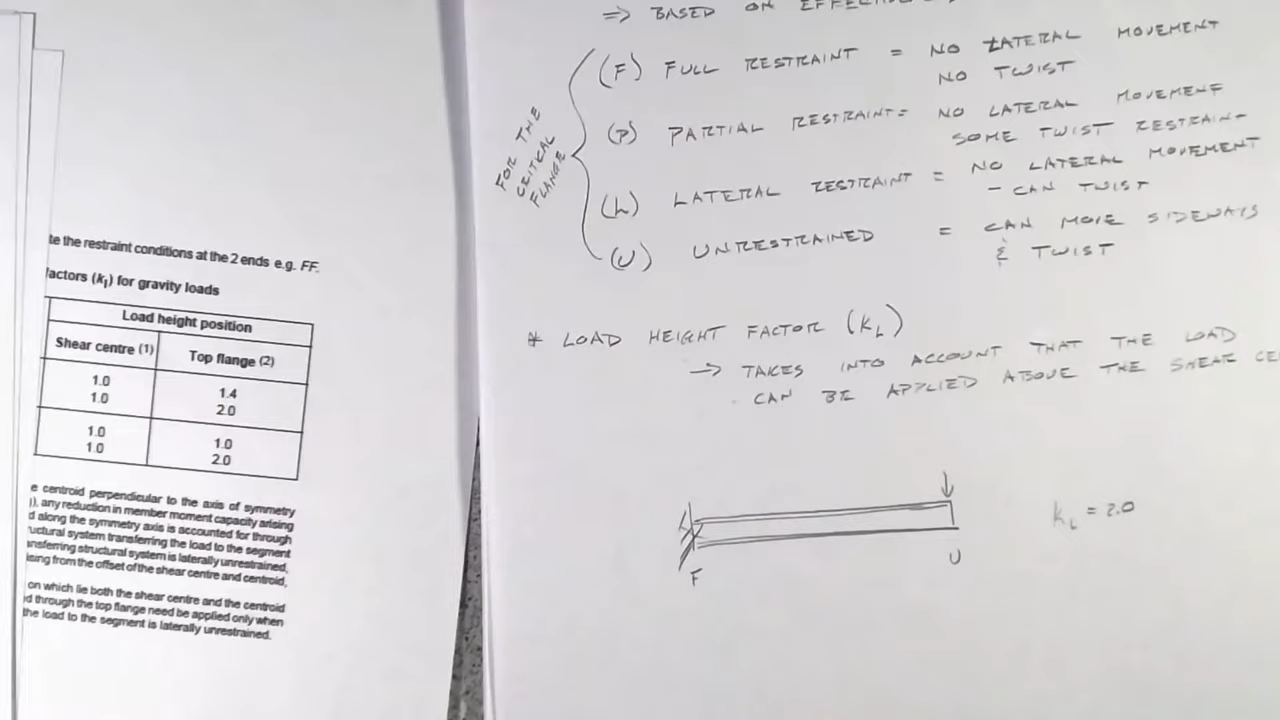 te the restraint conditions at the 2 ends e.g. FF.
factors (kl) for gravity loads
Load height position
Shear centre (1) Top flange (2)
1.0 1.4
1.0 2.0
1.0 1.0
1.0 2.0
e centroid perpendicular to the axis of symmetry
), any reduction in member moment capacity arising
d along the symmetry axis is accounted for through
uctural system transferring the load to the segment
ansferring structural system is laterally unrestrained,
ising from the offset of the shear centre and centroid,
on which lie both the shear centre and the centroid
d through the top flange need be applied only when
the load to the segment is laterally unrestrained.
⇒ BASED ON
FOR THE
CRITICAL
FLANGE
(F) FULL RESTRAINT = NO LATERAL MOVEMENT
NO TWIST
(P) PARTIAL RESTRAINT = NO LATERAL MOVEMENT
SOME TWIST RESTRAIN
(L) LATERAL RESTRAINT = NO LATERAL MOVEMENT
- CAN TWIST
(U) UNRESTRAINED = CAN MOVE SIDEWAYS
& TWIST
* LOAD HEIGHT FACTOR (KL)
→ TAKES INTO ACCOUNT THAT THE LOAD
CAN BE APPLIED ABOVE THE SHEAR CE
KL = 2.0
F
U